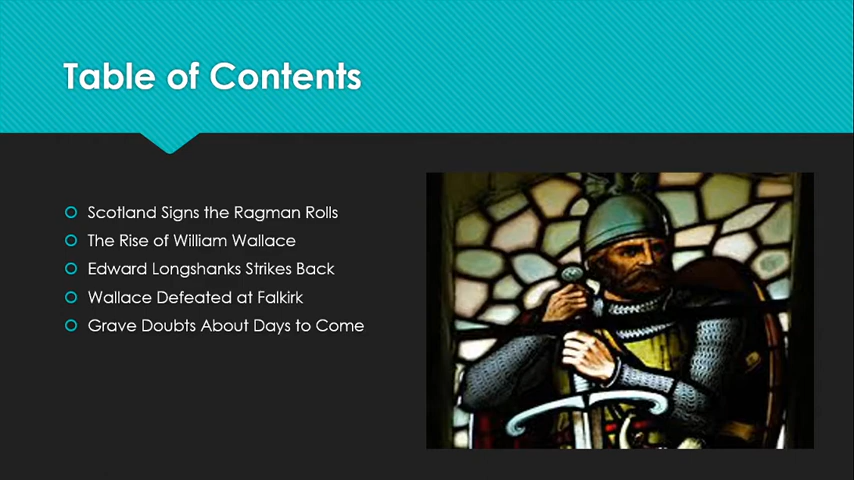 Table of Contents
Scotland Signs the Ragman Rolls
The Rise of William Wallace
Edward Longshanks Strikes Back
Wallace Defeated at Falkirk
Grave Doubts About Days to Come